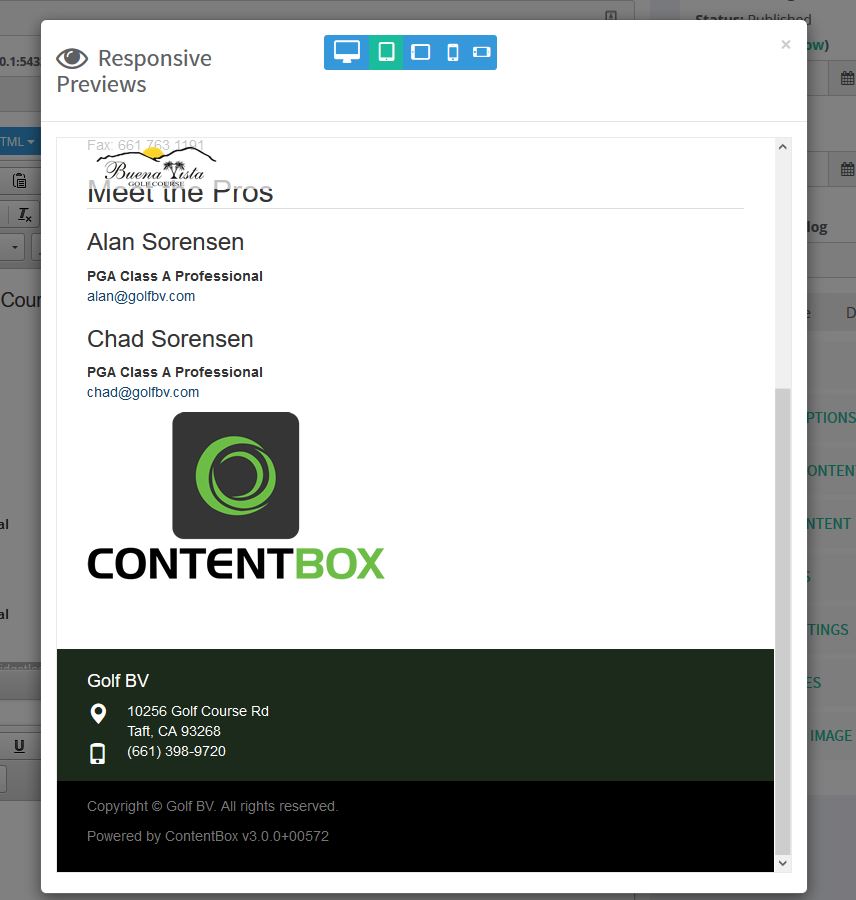 Status: Published
ow)
0.1:543
Responsive
Previews
×
TML
Fax: 661.763.1191
Buena Vista
GOLF COURSE
Meet the Pros
log
Alan Sorensen
PGA Class A Professional
alan@golfbv.com
Cour
e
D
Chad Sorensen
PGA Class A Professional
chad@golfbv.com
PTIONS
ONTEN
NTENT
al
S
CONTENTBOX
al
TTINGS
Golf BV
ES
10256 Golf Course Rd
Taft, CA 93268
IMAGE
U
(661) 398-9720
Copyright © Golf BV. All rights reserved.
Powered by ContentBox v3.0.0+00572